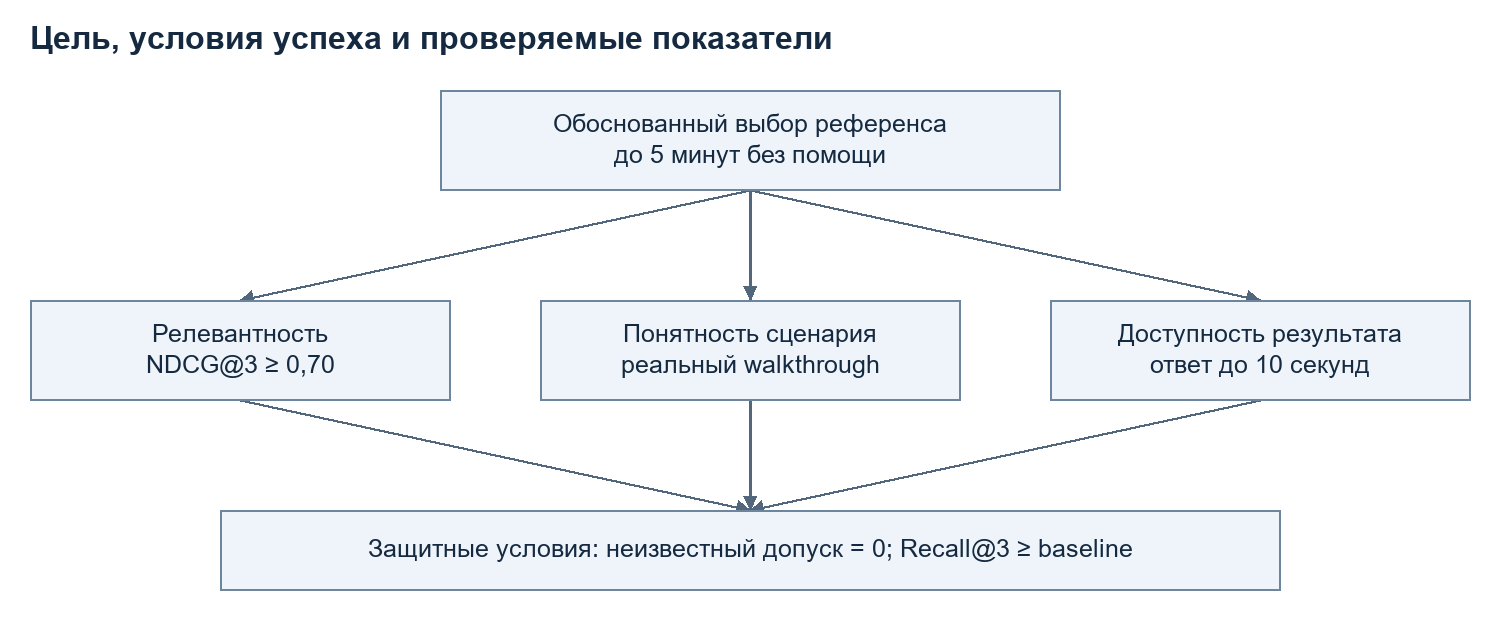 Цель, условия успеха и проверяемые показатели
Обоснованный выбор референса
до 5 минут без помощи
Релевантность
NDCG@3 ≥ 0,70
Понятность сценария
реальный walkthrough
Доступность результата
ответ до 10 секунд
Защитные условия: неизвестный допуск = 0; Recall@3 ≥ baseline